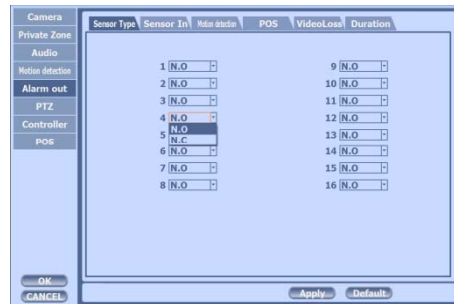 Camera
Private Zone
Audio
Motion detection
Alarm out
PTZ
Controller
POS
OK
CANCEL
Sensor Type Sensor In Motion detection POS VideoLoss Duration
1 N.O 9 N.O
2 N.O 10 N.O
3 N.O 11 N.O
4 N.O 12 N.O
N.O
5 N.C 13 N.O
6 N.O 14 N.O
7 N.O 15 N.O
8 N.O 16 N.O
Apply Default